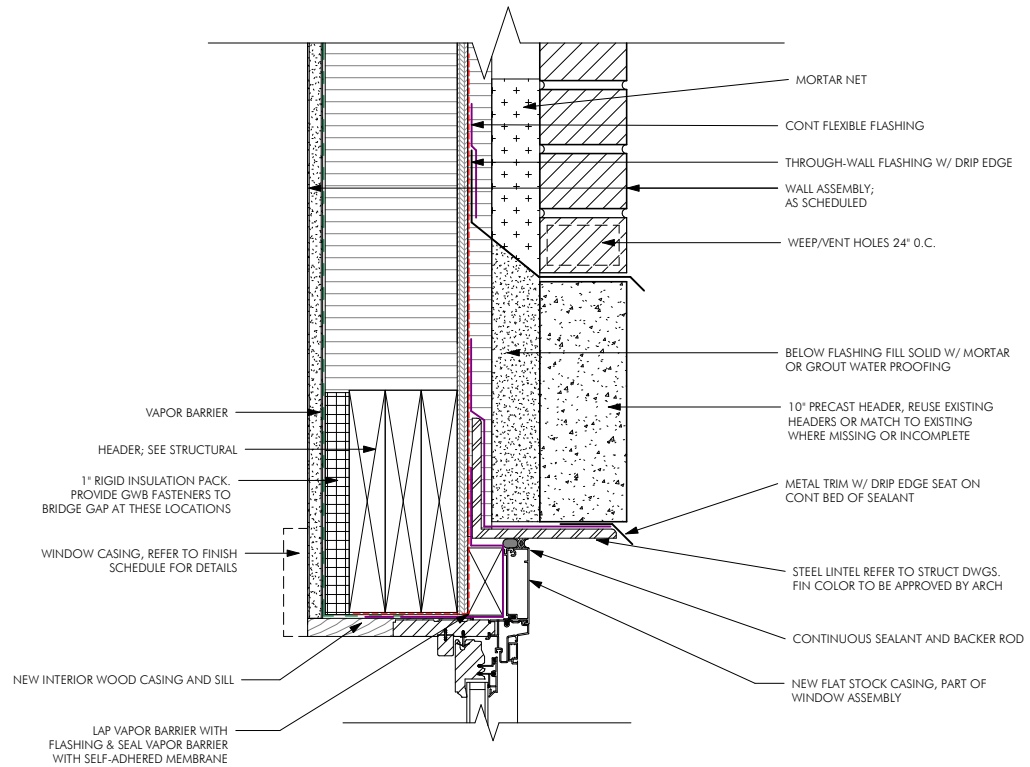 MORTAR NET
CONT FLEXIBLE FLASHING
THROUGH-WALL FLASHING W/ DRIP EDGE
WALL ASSEMBLY;
AS SCHEDULED
WEEP/VENT HOLES 24" O.C.
BELOW FLASHING FILL SOLID W/ MORTAR
OR GROUT WATER PROOFING
10" PRECAST HEADER, REUSE EXISTING
HEADERS OR MATCH TO EXISTING
WHERE MISSING OR INCOMPLETE
METAL TRIM W/ DRIP EDGE SEAT ON
CONT BED OF SEALANT
STEEL LINTEL REFER TO STRUCT DWGS.
FIN COLOR TO BE APPROVED BY ARCH
CONTINUOUS SEALANT AND BACKER ROD
NEW FLAT STOCK CASING, PART OF
WINDOW ASSEMBLY
VAPOR BARRIER
HEADER; SEE STRUCTURAL
1" RIGID INSULATION PACK.
PROVIDE GWB FASTENERS TO
BRIDGE GAP AT THESE LOCATIONS
WINDOW CASING, REFER TO FINISH
SCHEDULE FOR DETAILS
NEW INTERIOR WOOD CASING AND SILL
LAP VAPOR BARRIER WITH
FLASHING & SEAL VAPOR BARRIER
WITH SELF-ADHERED MEMBRANE